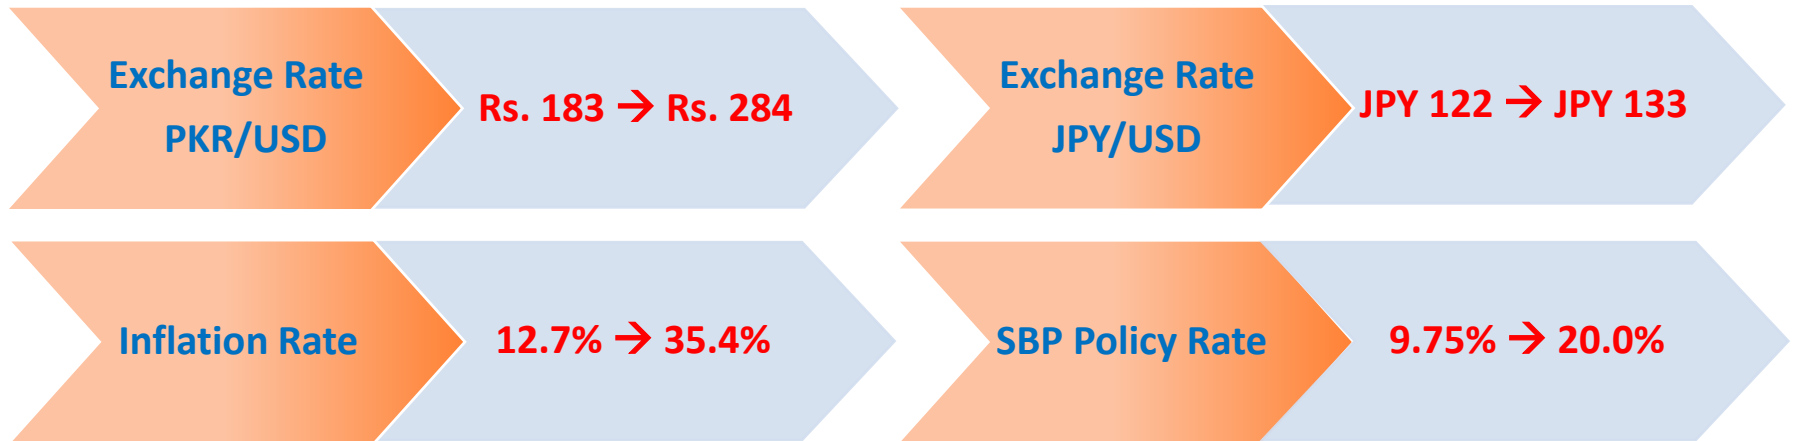 Exchange Rate
PKR/USD
Rs. 183 → Rs. 284
Exchange Rate
JPY/USD
JPY 122 → JPY 133
Inflation Rate
12.7% → 35.4%
SBP Policy Rate
9.75% → 20.0%